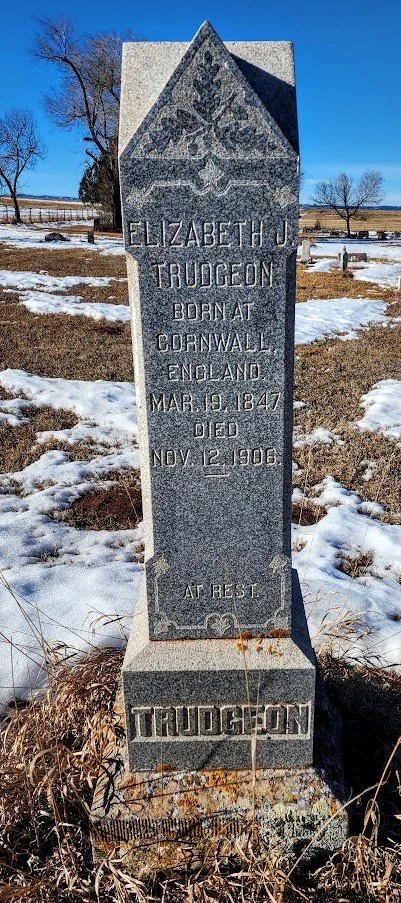 ELIZABETH J.
TRUDGEON
BORN AT
CORNWALL,
ENGLAND.
MAR. 19, 1847
DIED
NOV. 12, 1906.
AT REST.
TRUDGEON